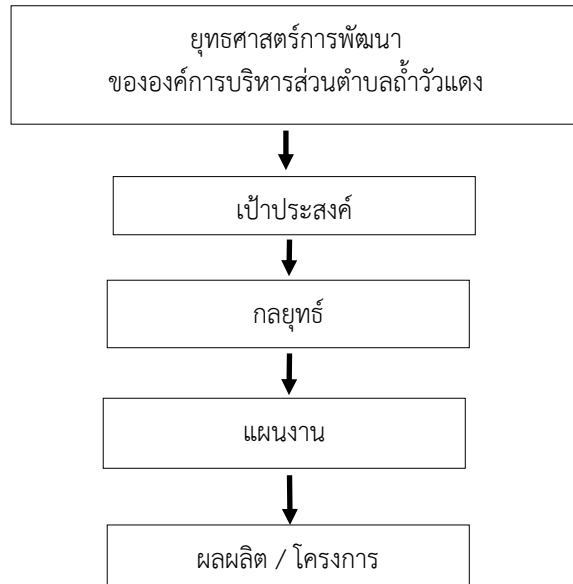 ยุทธศาสตร์การพัฒนา
ขององค์การบริหารส่วนตำบลถ้ำวัวแดง
เป้าประสงค์
กลยุทธ์
แผนงาน
ผลผลิต / โครงการ